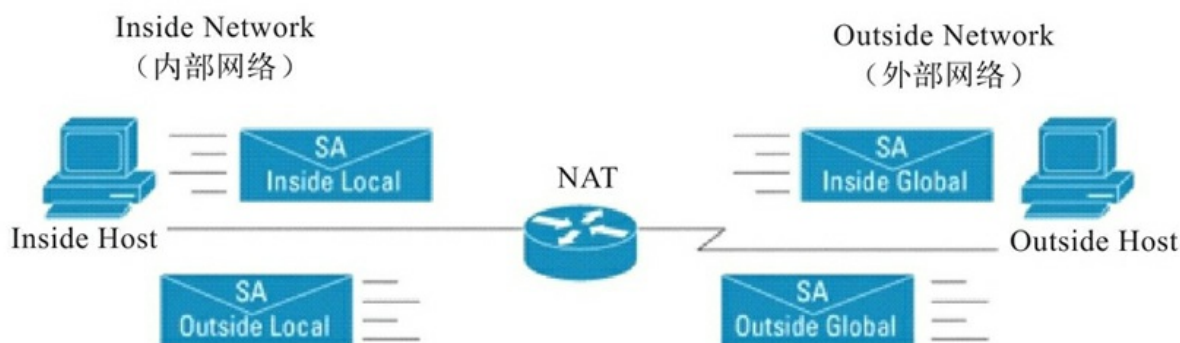 Inside Network
（内部网络）
Outside Network
（外部网络）
SA
Inside Local
NAT
SA
Inside Global
Inside Host
Outside Host
SA
Outside Local
SA
Outside Global